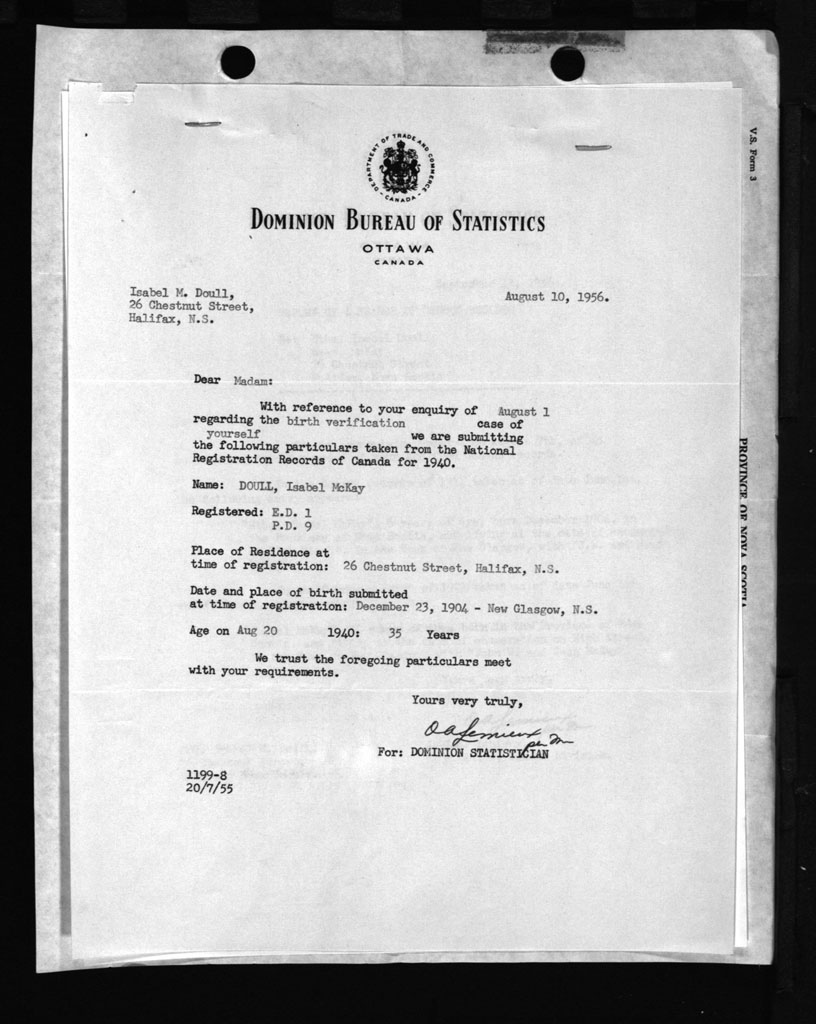 DEPARTMENT OF TRADE AND COMMERCE
- CANADA -
DOMINION BUREAU OF STATISTICS
OTTAWA
CANADA
Isabel M. Doull,
26 Chestnut Street,
Halifax, N.S.
August 10, 1956.
Dear Madam:
With reference to your enquiry of August 1
regarding the birth verification case of
yourself we are submitting
the following particulars taken from the National
Registration Records of Canada for 1940.
Name: DOULL, Isabel McKay
Registered: E.D. 1
P.D. 9
Place of Residence at
time of registration: 26 Chestnut Street, Halifax, N.S.
Date and place of birth submitted
at time of registration: December 23, 1904 - New Glasgow, N.S.
Age on Aug 20 1940: 35 Years
We trust the foregoing particulars meet
with your requirements.
Yours very truly,
O A Lemieux
per
For: DOMINION STATISTICIAN
1199-8
20/7/55
V.S. Form 3
PROVINCE OF NOVA SCOTIA